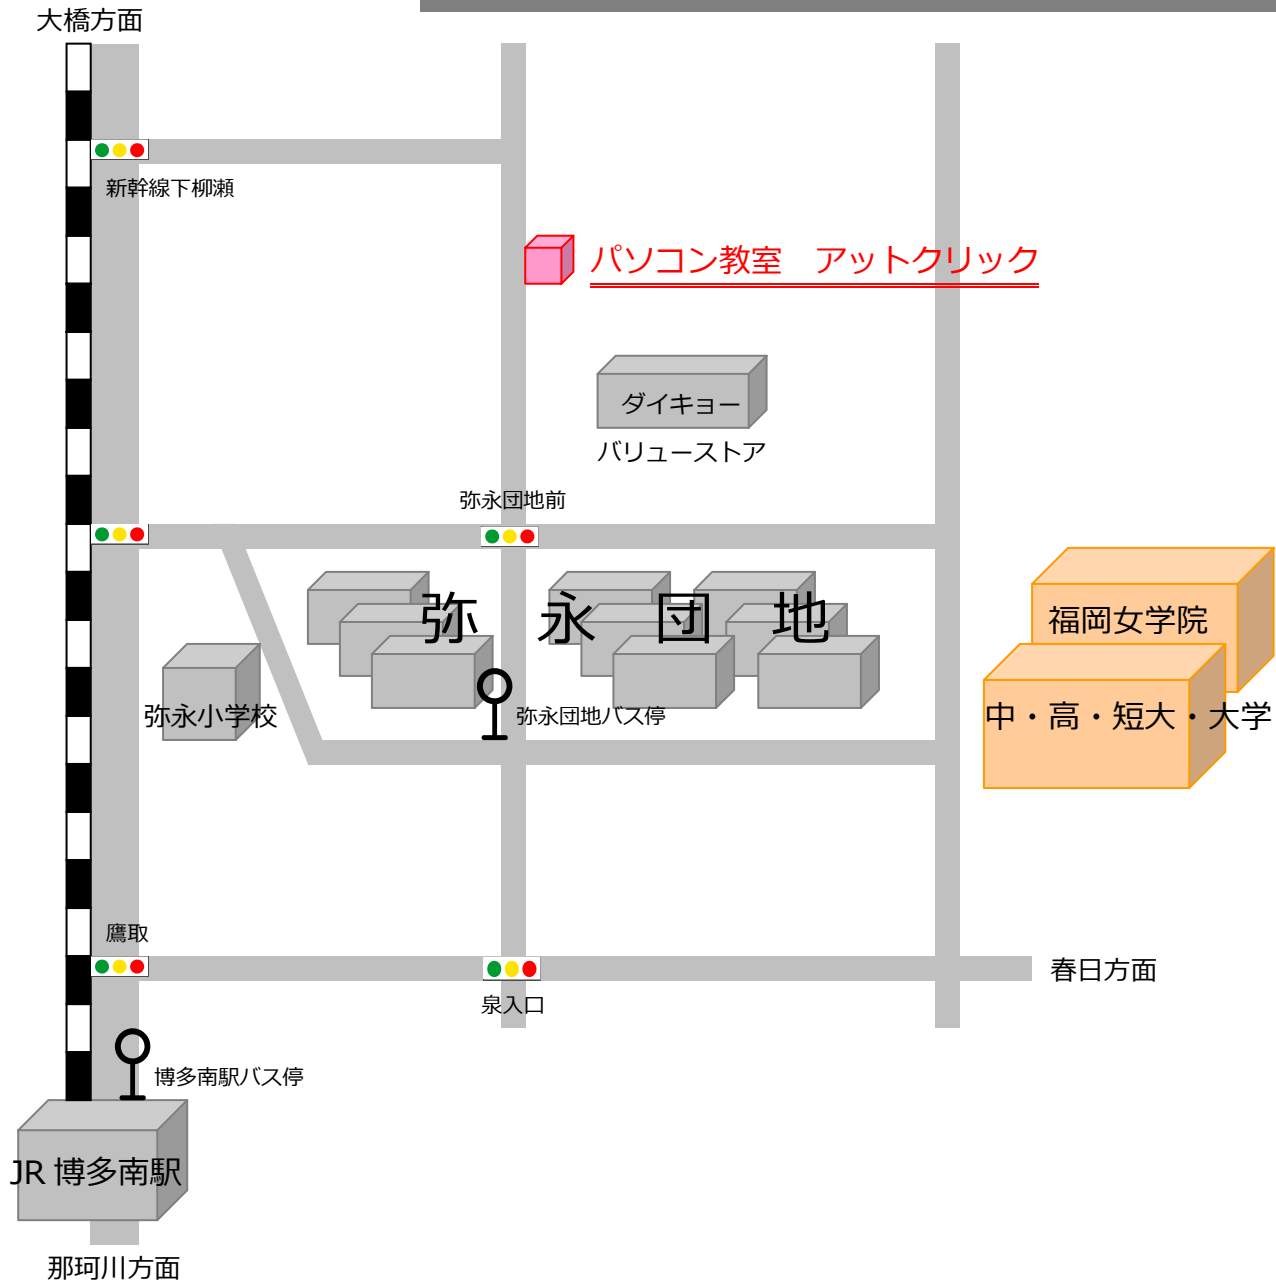 大橋方面
新幹線下柳瀬
パソコン教室　アットクリック
ダイキョー
バリューストア
弥永団地前
弥　永　団　地
福岡女学院
弥永小学校
弥永団地バス停
中・高・短大・大学
鷹取
春日方面
泉入口
博多南駅バス停
JR 博多南駅
那珂川方面